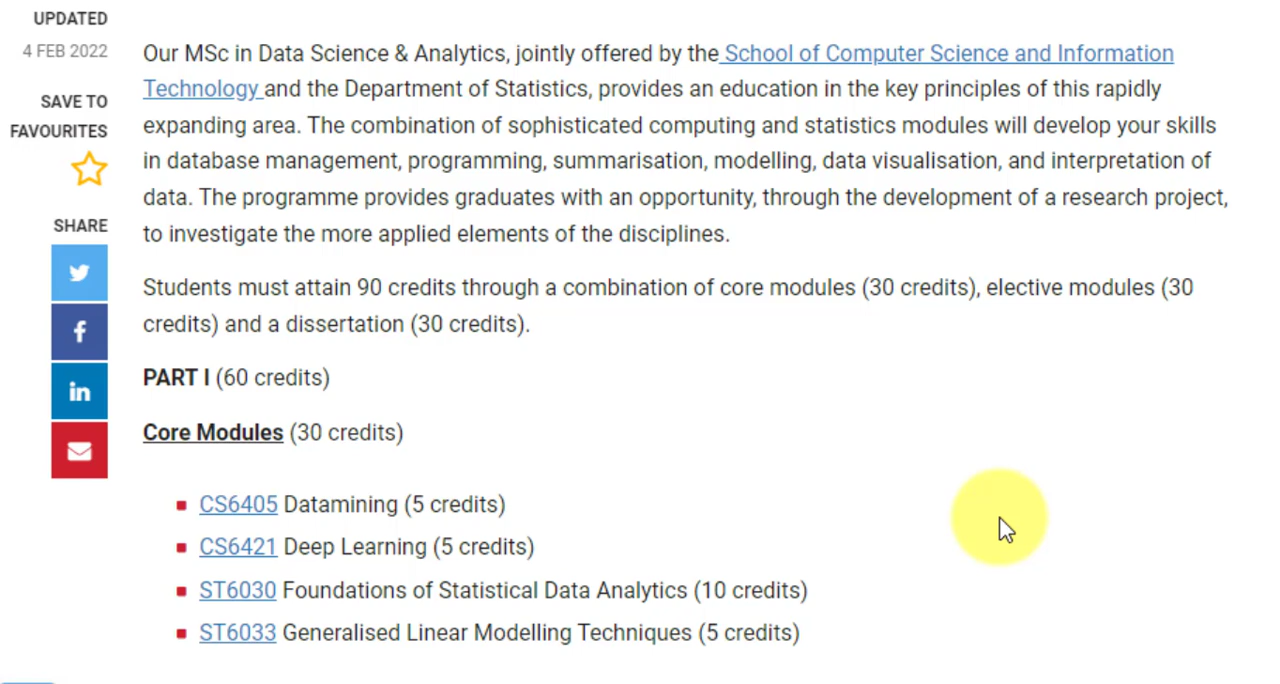 UPDATED
4 FEB 2022
SAVE TO
FAVOURITES
SHARE
Our MSc in Data Science & Analytics, jointly offered by the School of Computer Science and Information
Technology and the Department of Statistics, provides an education in the key principles of this rapidly
expanding area. The combination of sophisticated computing and statistics modules will develop your skills
in database management, programming, summarisation, modelling, data visualisation, and interpretation of
data. The programme provides graduates with an opportunity, through the development of a research project,
to investigate the more applied elements of the disciplines.
Students must attain 90 credits through a combination of core modules (30 credits), elective modules (30
credits) and a dissertation (30 credits).
PART I (60 credits)
Core Modules (30 credits)
CS6405 Datamining (5 credits)
CS6421 Deep Learning (5 credits)
ST6030 Foundations of Statistical Data Analytics (10 credits)
ST6033 Generalised Linear Modelling Techniques (5 credits)